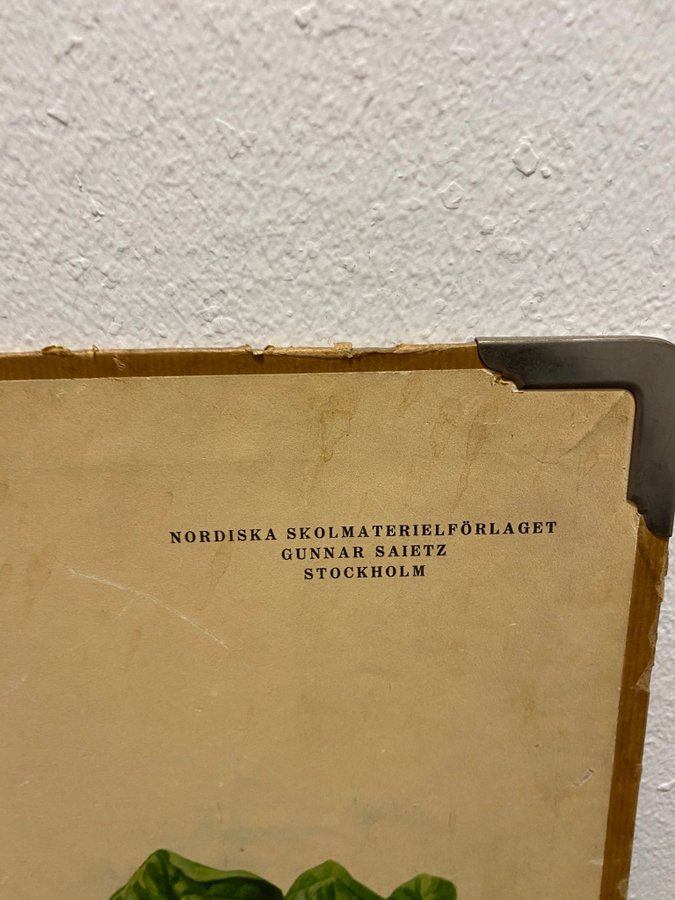 NORDISKA SKOLMATERIELFÖRLAGET
GUNNAR SAIETZ
STOCKHOLM